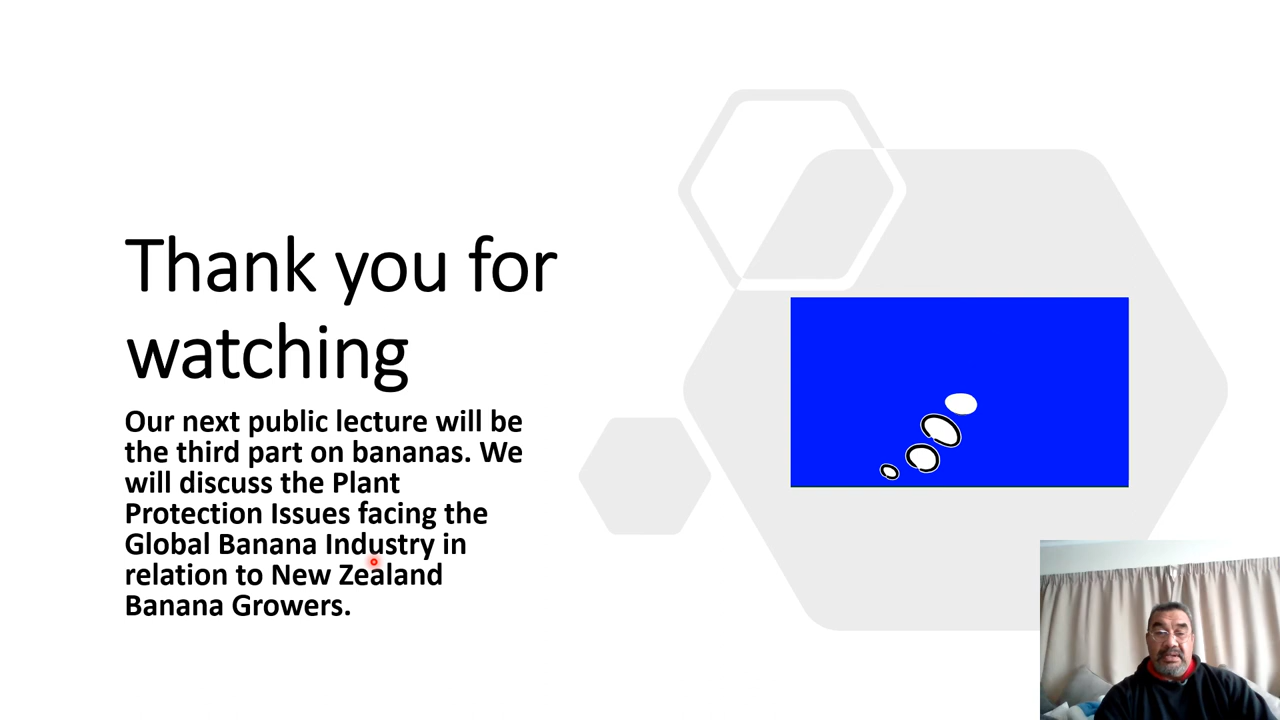 Thank you for
watching
Our next public lecture will be
the third part on bananas. We
will discuss the Plant
Protection Issues facing the
Global Banana Industry in
relation to New Zealand
Banana Growers.